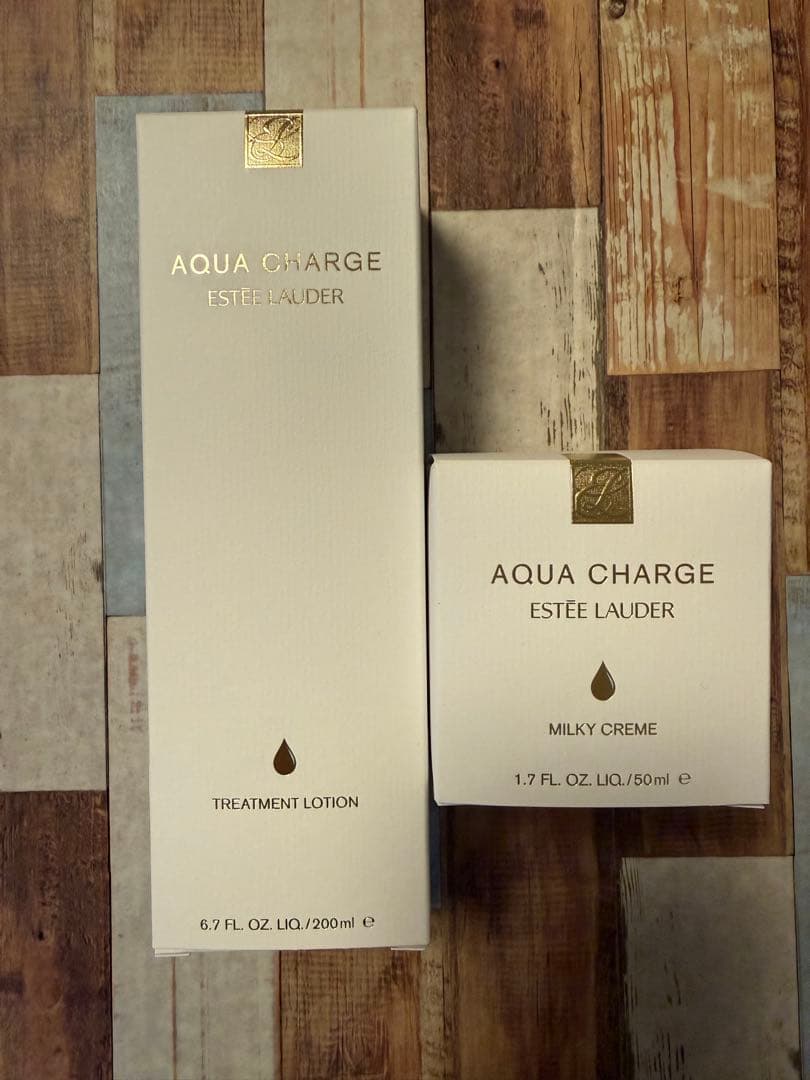 AQUA CHARGE
ESTĒE LAUDER
TREATMENT LOTION
6.7 FL. OZ. LIQ./200ml ℮
AQUA CHARGE
ESTĒE LAUDER
MILKY CREME
1.7 FL. OZ. LIQ./50ml ℮